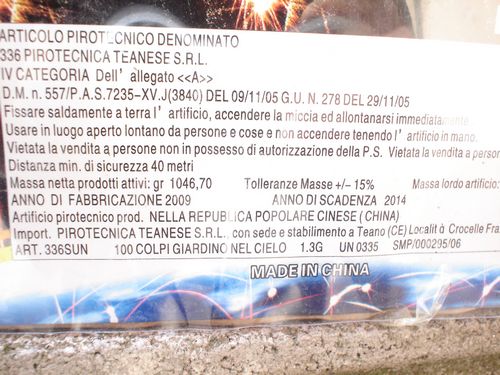 ARTICOLO PIROTECNICO DENOMINATO
336 PIROTECNICA TEANESE S.R.L.
IV CATEGORIA Dell' allegato <<A>>
D.M. n. 557/P.A.S.7235-XV.J(3840) DEL 09/11/05 G.U. N. 278 DEL 29/11/05
Fissare saldamente a terra l' artificio, accendere la miccia ed allontanarsi immediatamente
Usare in luogo aperto lontano da persone e cose e non accendere tenendo l' artificio in mano.
Vietata la vendita a persone non in possesso di autorizzazione della P.S. Vietata la vendita a perso
Distanza min. di sicurezza 40 metri
Massa netta prodotti attivi: gr 1046,70 Tolleranze Masse +/- 15% Massa lordo artificio:
ANNO DI FABBRICAZIONE 2009 ANNO DI SCADENZA 2014
Artificio pirotecnico prod. NELLA REPUBBLICA POPOLARE CINESE ( CHINA)
Import. PIROTECNICA TEANESE S.R.L. con sede e stabilimento a Teano (CE) Località Crocelle Fra
ART. 336SUN 100 COLPI GIARDINO NEL CIELO 1.3G UN 0335 SMP/000295/06
MADE IN CHINA